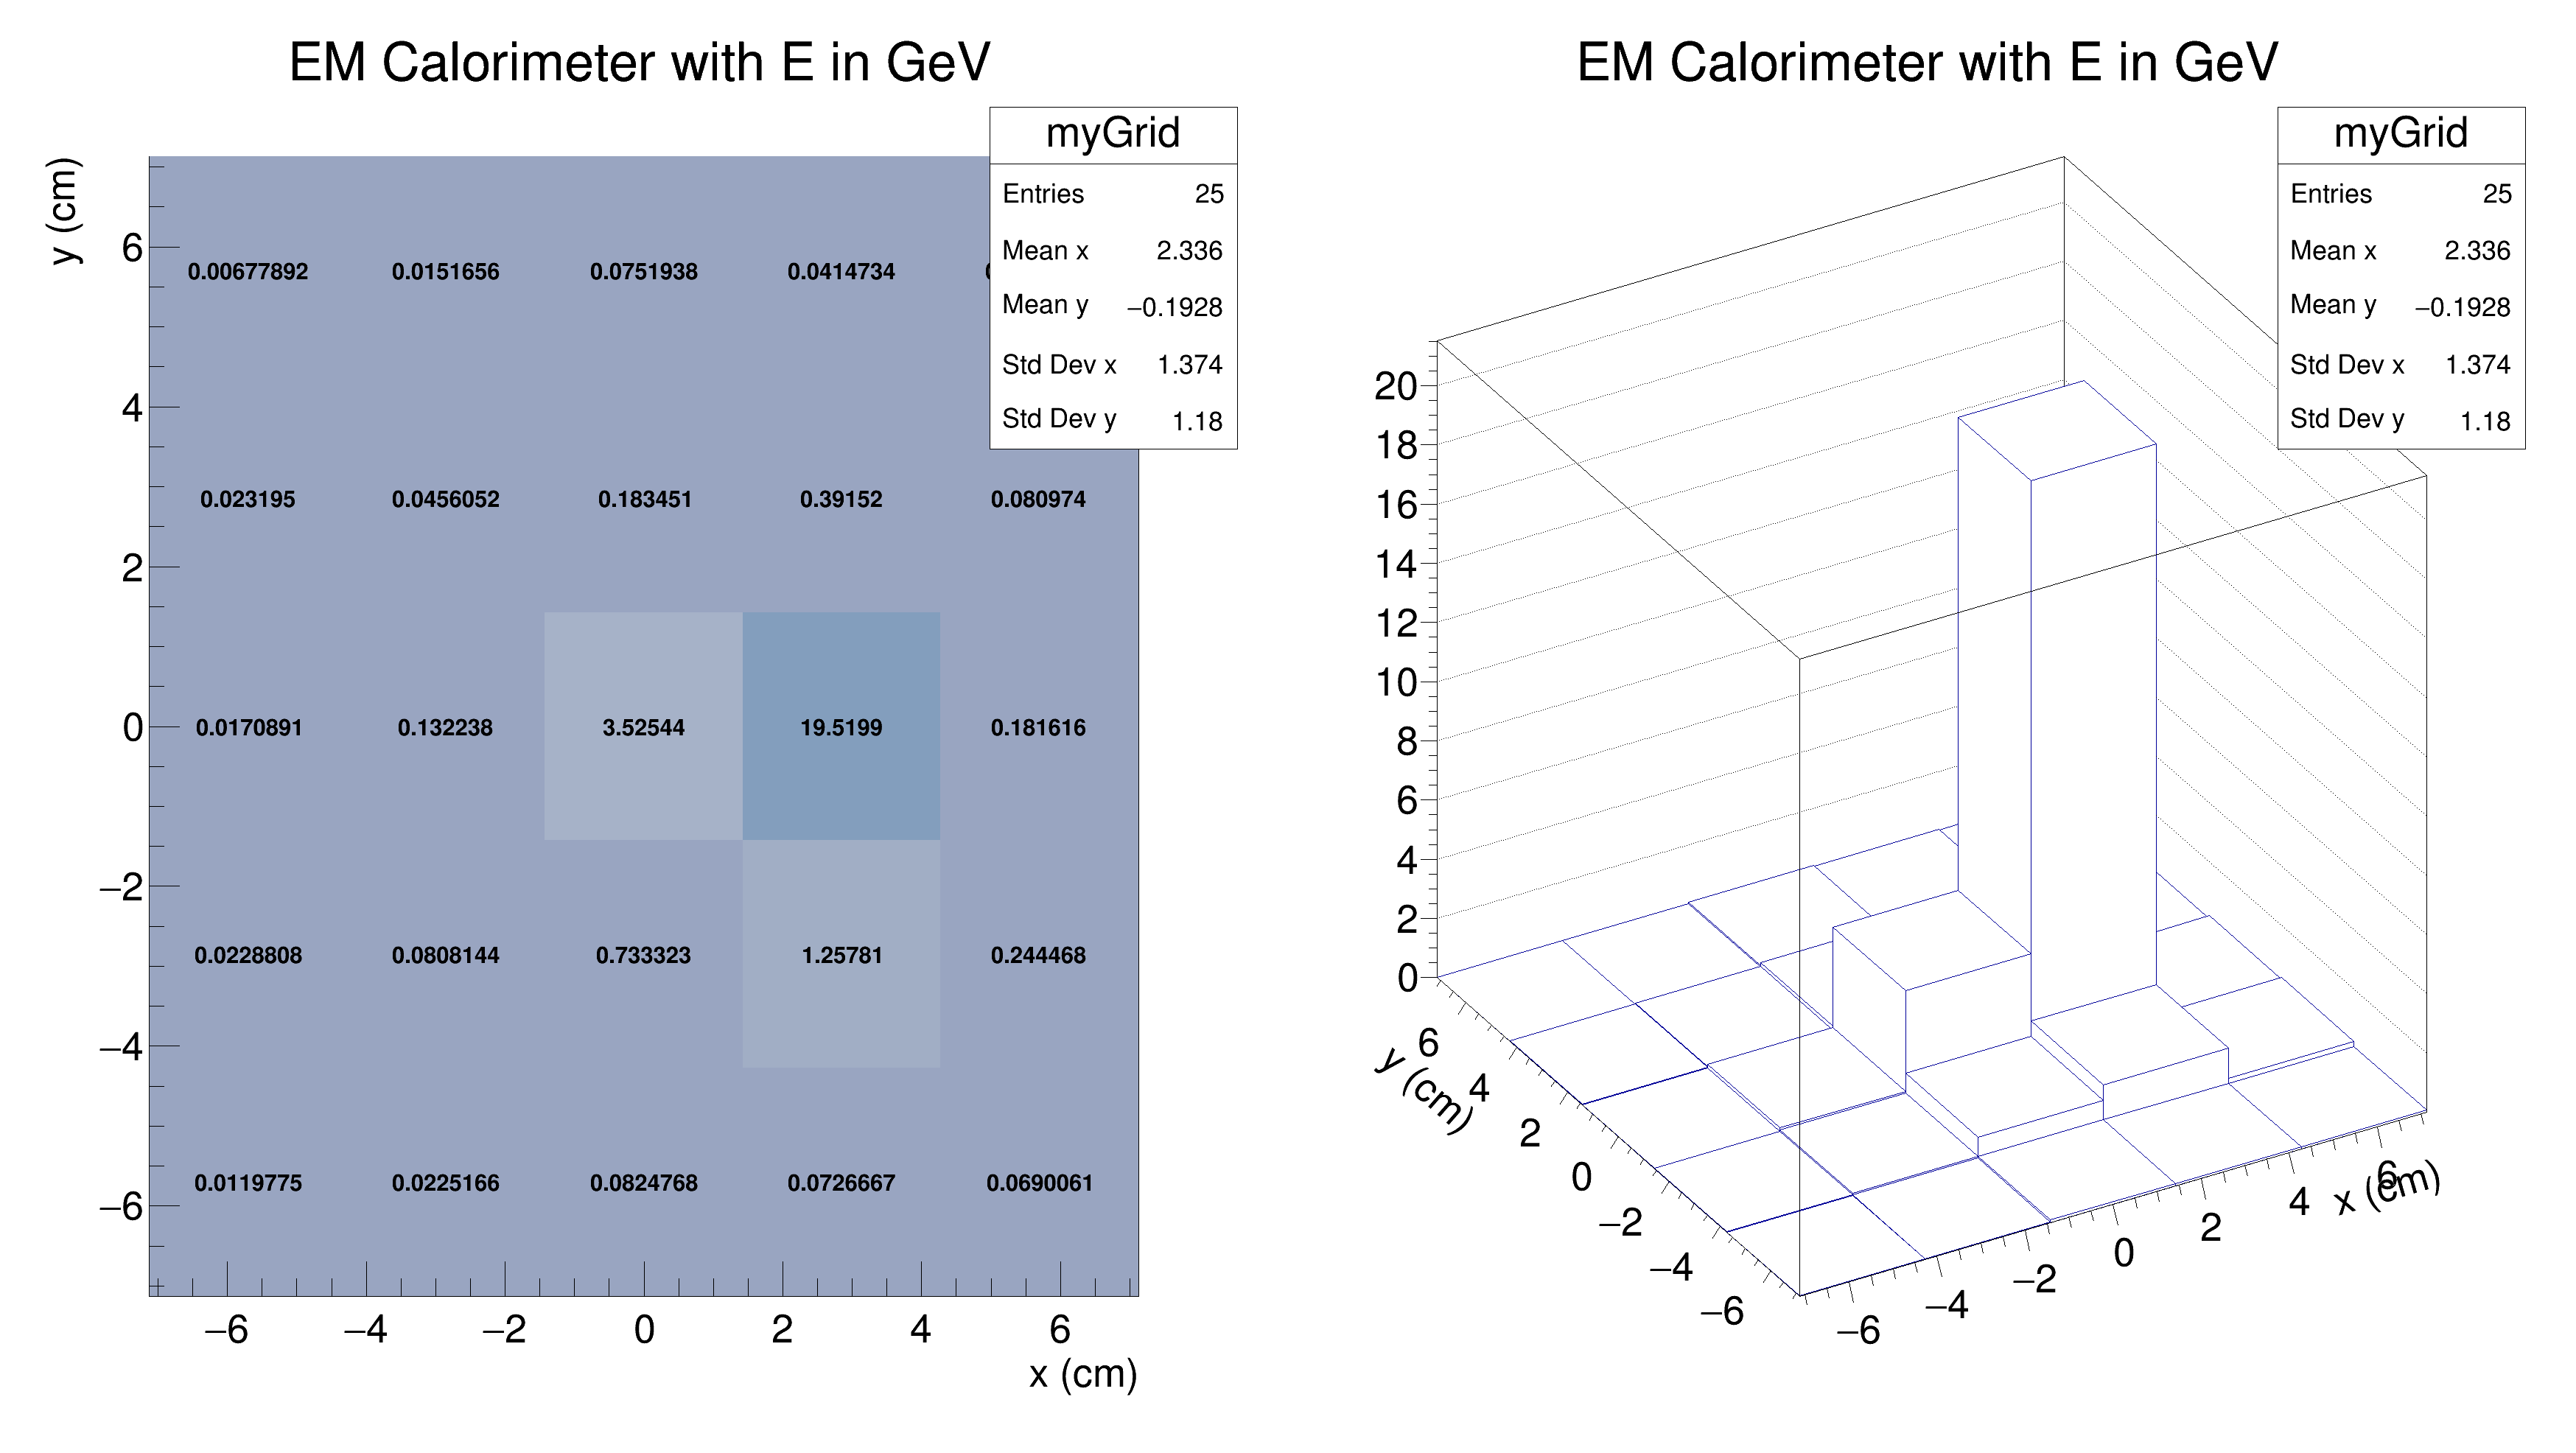 EM Calorimeter with E in GeV
myGrid
Entries 25
Mean x 2.336
Mean y −0.1928
Std Dev x 1.374
Std Dev y 1.18
y (cm)
6
4
2
0
−2
−4
−6
0.00677892 0.0151656 0.0751938 0.0414734
0.023195 0.0456052 0.183451 0.39152 0.080974
0.0170891 0.132238 3.52544 19.5199 0.181616
0.0228808 0.0808144 0.733323 1.25781 0.244468
0.0119775 0.0225166 0.0824768 0.0726667 0.0690061
−6 −4 −2 0 2 4 6
x (cm)
EM Calorimeter with E in GeV
myGrid
Entries 25
Mean x 2.336
Mean y −0.1928
Std Dev x 1.374
Std Dev y 1.18
20
18
16
14
12
10
8
6
4
2
0
y (cm)
6
4
2
0
−2
−4
−6
−6 −4 −2 0 2 4 6
x (cm)